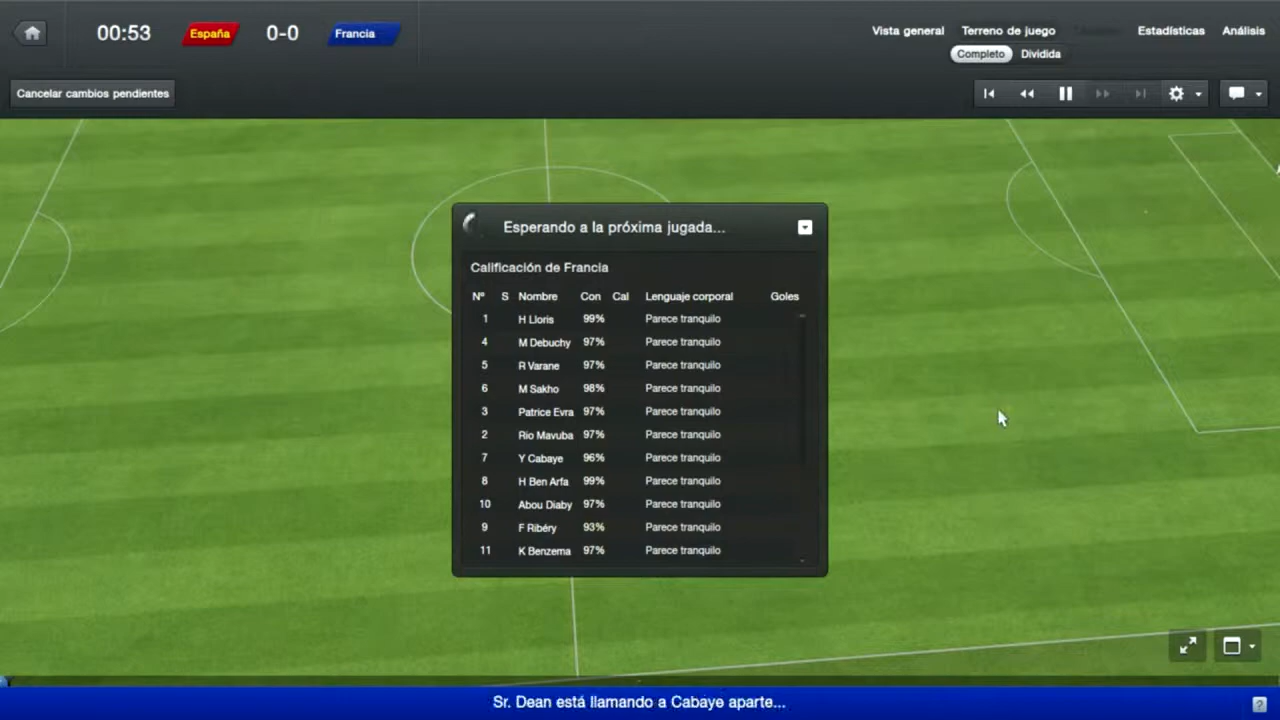 00:53 España 0-0 Francia
Vista general Terreno de juego Estadísticas Análisis
Completo Dividida
Cancelar cambios pendientes
Esperando a la próxima jugada...
Calificación de Francia
Nº S Nombre Con Cal Lenguaje corporal Goles
1 H Lloris 99% Parece tranquilo
4 M Debuchy 97% Parece tranquilo
5 R Varane 97% Parece tranquilo
6 M Sakho 98% Parece tranquilo
3 Patrice Evra 97% Parece tranquilo
2 Rio Mavuba 97% Parece tranquilo
7 Y Cabaye 96% Parece tranquilo
8 H Ben Arfa 99% Parece tranquilo
10 Abou Diaby 97% Parece tranquilo
9 F Ribéry 93% Parece tranquilo
11 K Benzema 97% Parece tranquilo
Sr. Dean está llamando a Cabaye aparte...
?